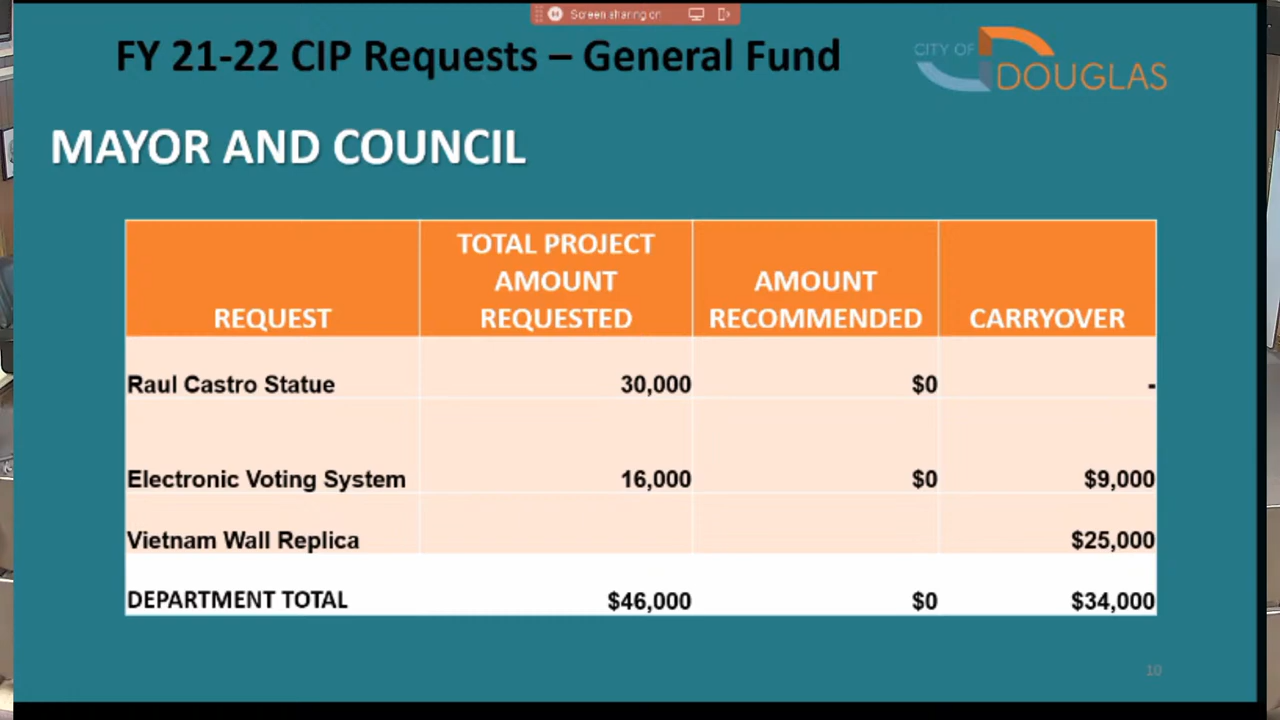 Screen sharing on
FY 21-22 CIP Requests – General Fund
CITY OF
DOUGLAS
MAYOR AND COUNCIL
REQUEST
TOTAL PROJECT
AMOUNT
REQUESTED
AMOUNT
RECOMMENDED
CARRYOVER
Raul Castro Statue 30,000 $0 -
Electronic Voting System 16,000 $0 $9,000
Vietnam Wall Replica $25,000
DEPARTMENT TOTAL $46,000 $0 $34,000
10